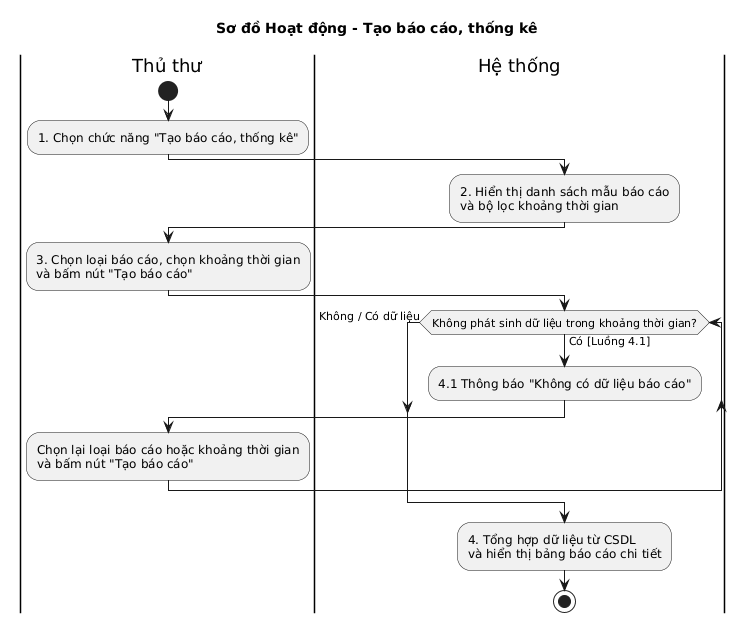 Sơ đồ Hoạt động - Tạo báo cáo, thống kê
Thủ thư
Hệ thống
1. Chọn chức năng "Tạo báo cáo, thống kê"
2. Hiển thị danh sách mẫu báo cáo
và bộ lọc khoảng thời gian
3. Chọn loại báo cáo, chọn khoảng thời gian
và bấm nút "Tạo báo cáo"
Không / Có dữ liệu
Không phát sinh dữ liệu trong khoảng thời gian?
Có [Luồng 4.1]
4.1 Thông báo "Không có dữ liệu báo cáo"
Chọn lại loại báo cáo hoặc khoảng thời gian
và bấm nút "Tạo báo cáo"
4. Tổng hợp dữ liệu từ CSDL
và hiển thị bảng báo cáo chi tiết